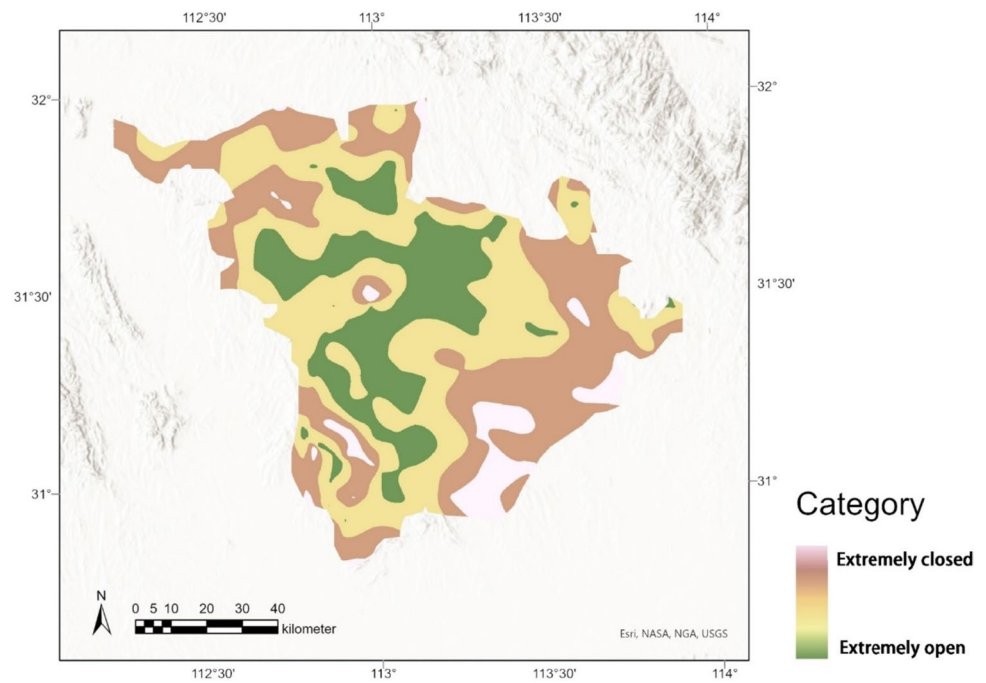 112°30' 113° 113°30' 114°
32° 32°
31°30' 31°30'
31° 31°
Category
Extremely closed
Extremely open
N
0 5 10 20 30 40
kilometer
Esri, NASA, NGA, USGS
112°30' 113° 113°30' 114°